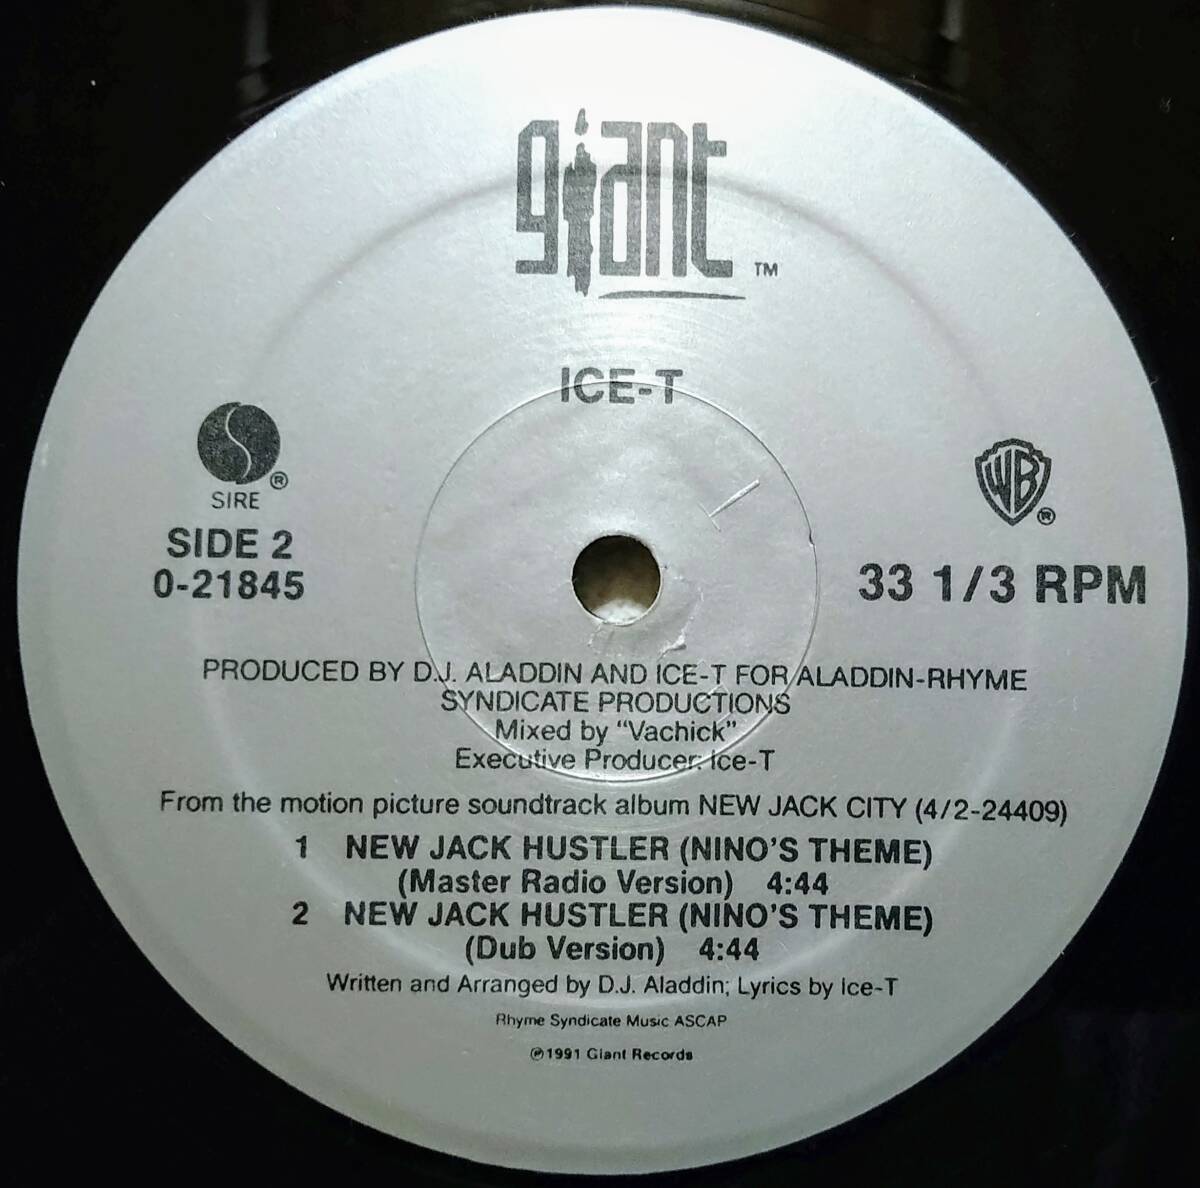 giant ™
ICE-T
SIRE ®
WB ®
SIDE 2
0-21845
33 1/3 RPM
PRODUCED BY D.J. ALADDIN AND ICE-T FOR ALADDIN-RHYME
SYNDICATE PRODUCTIONS
Mixed by "Vachick"
Executive Producer: Ice-T
From the motion picture soundtrack album NEW JACK CITY (4/2-24409)
1 NEW JACK HUSTLER (NINO'S THEME)
(Master Radio Version) 4:44
2 NEW JACK HUSTLER (NINO'S THEME)
(Dub Version) 4:44
Written and Arranged by D.J. Aladdin; Lyrics by Ice-T
Rhyme Syndicate Music ASCAP
℗1991 Giant Records